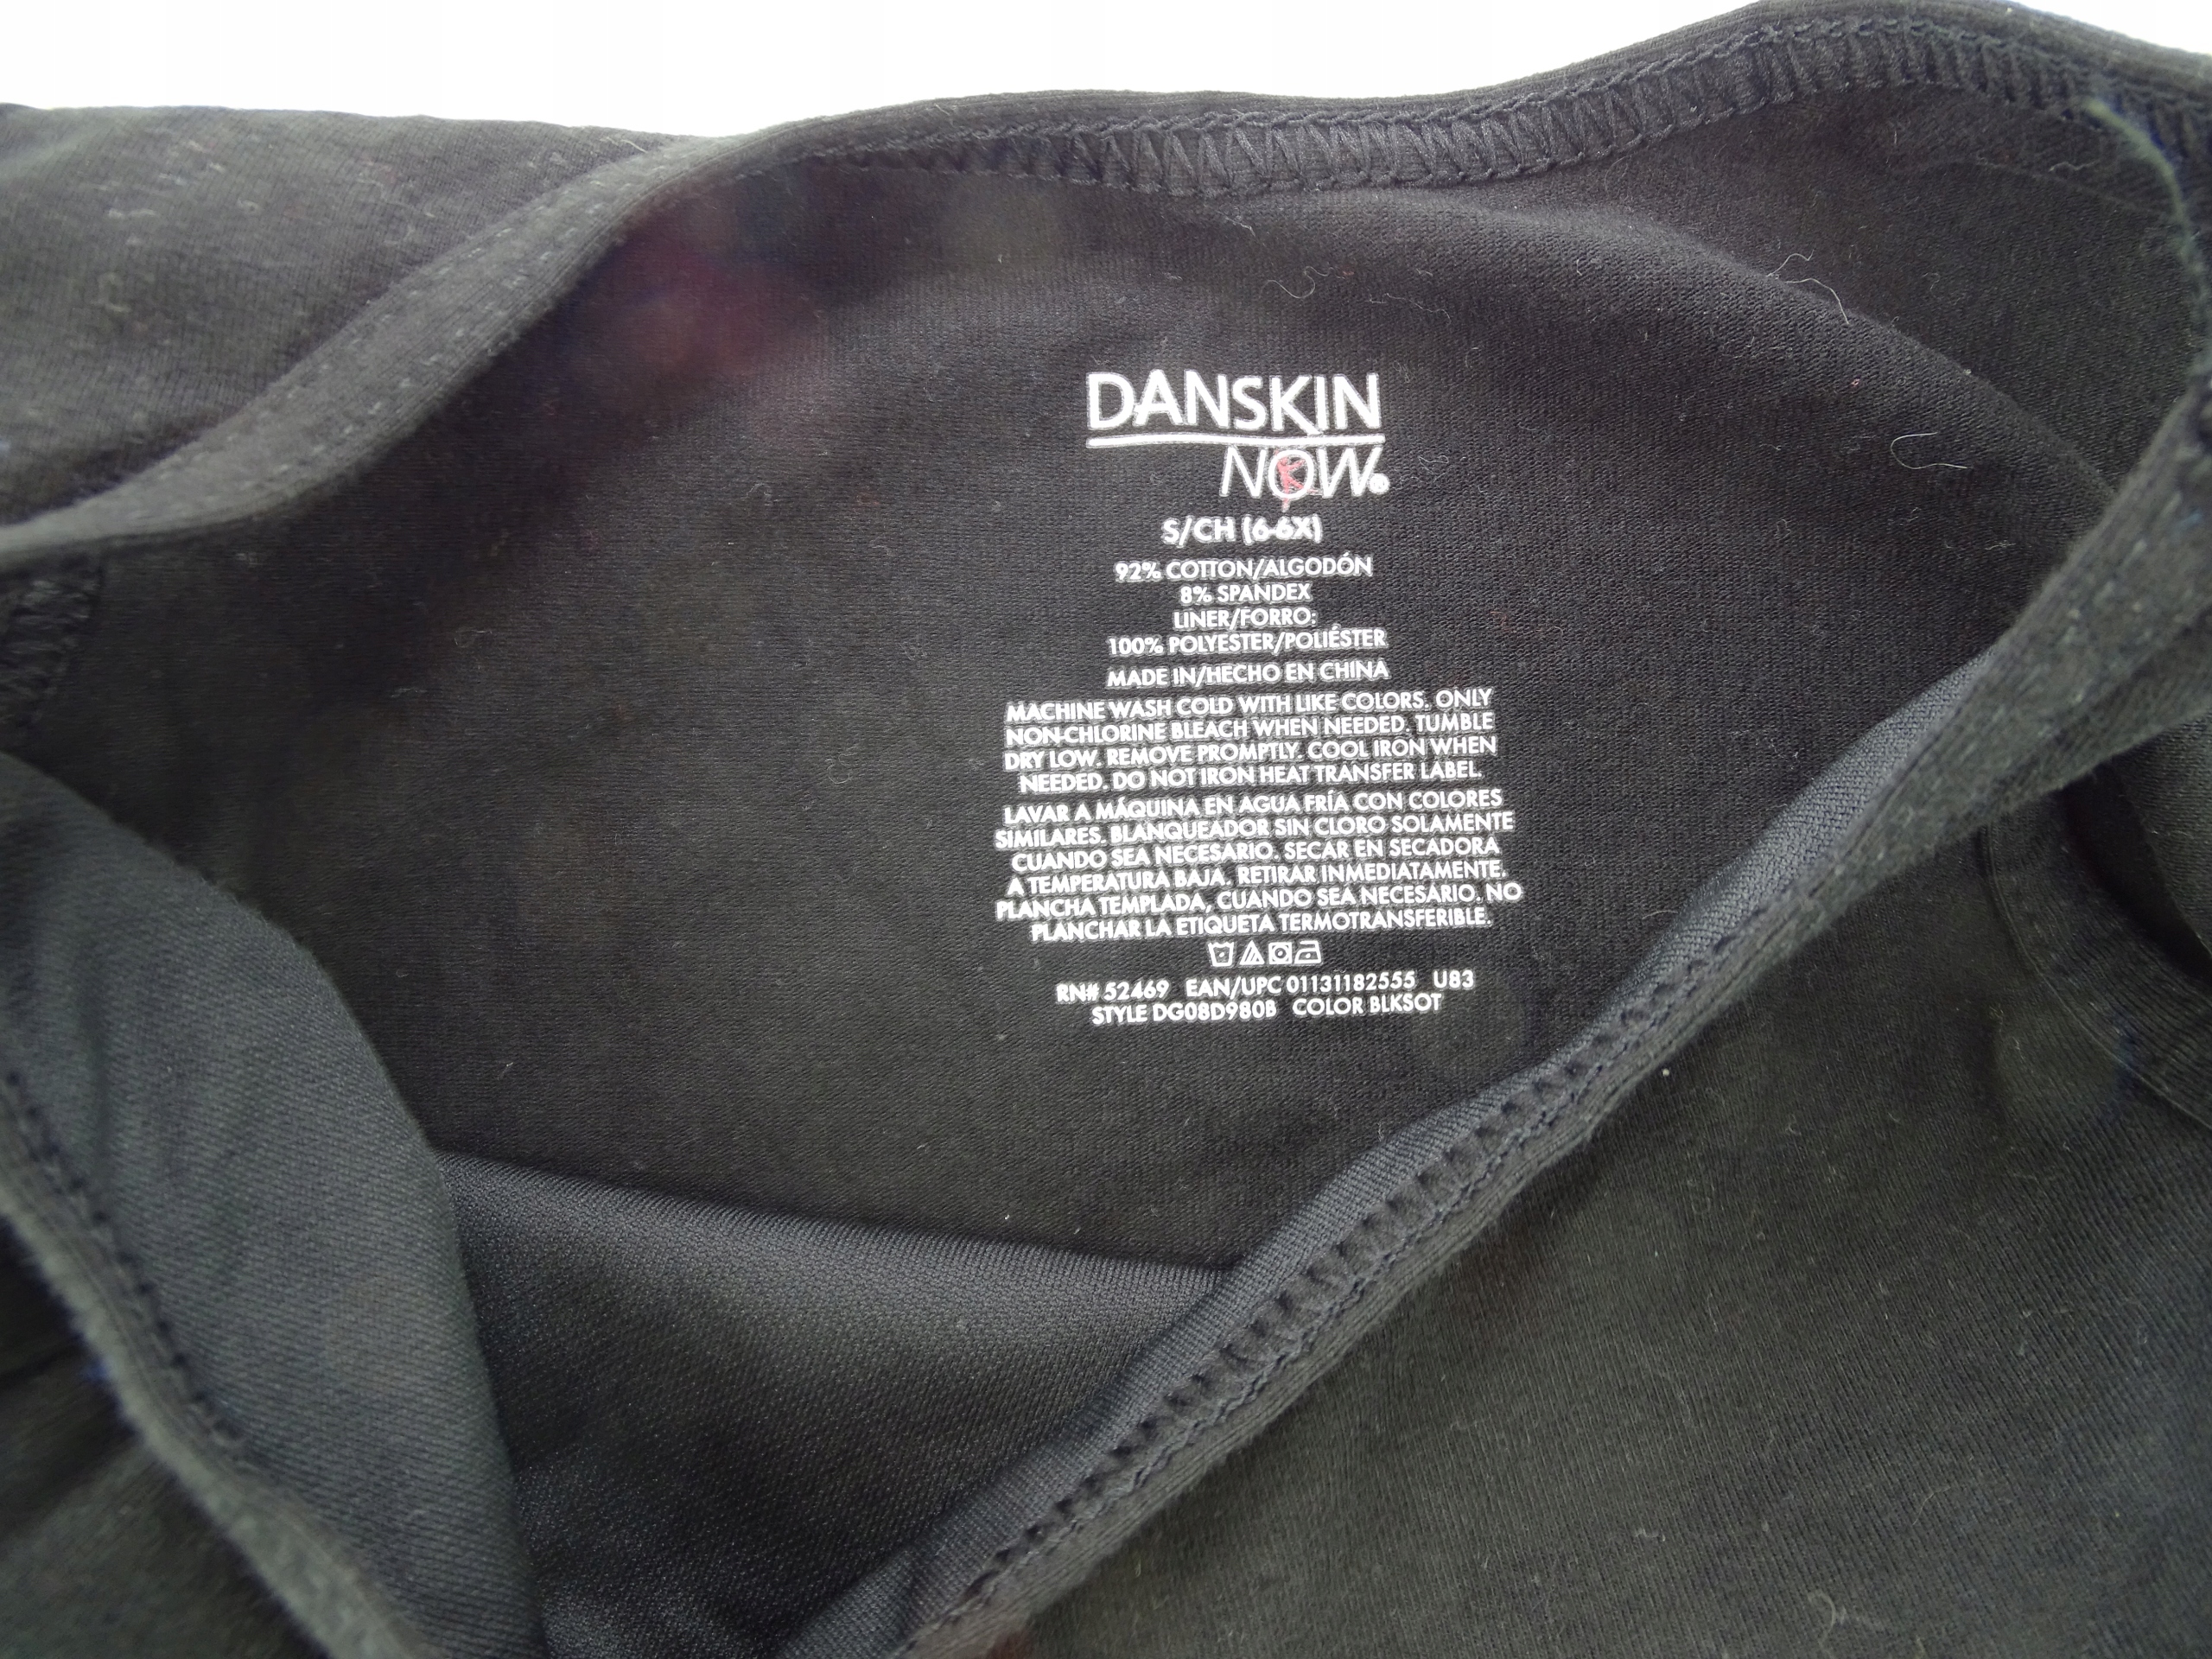 DANSKIN
NOW®
S/CH (6-6X)
92% COTTON/ALGODÓN
8% SPANDEX
LINER/FORRO:
100% POLYESTER/POLIÉSTER
MADE IN/HECHO EN CHINA
MACHINE WASH COLD WITH LIKE COLORS. ONLY
NON-CHLORINE BLEACH WHEN NEEDED. TUMBLE
DRY LOW. REMOVE PROMPTLY. COOL IRON WHEN
NEEDED. DO NOT IRON HEAT TRANSFER LABEL.
LAVAR A MÁQUINA EN AGUA FRÍA CON COLORES
SIMILARES. BLANQUEADOR SIN CLORO SOLAMENTE
CUANDO SEA NECESARIO. SECAR EN SECADORA
A TEMPERATURA BAJA. RETIRAR INMEDIATAMENTE.
PLANCHA TEMPLADA, CUANDO SEA NECESARIO. NO
PLANCHAR LA ETIQUETA TERMOTRANSFERIBLE.
RN# 52469 EAN/UPC 01131182555 U83
STYLE DG08D980B COLOR BLKSOT